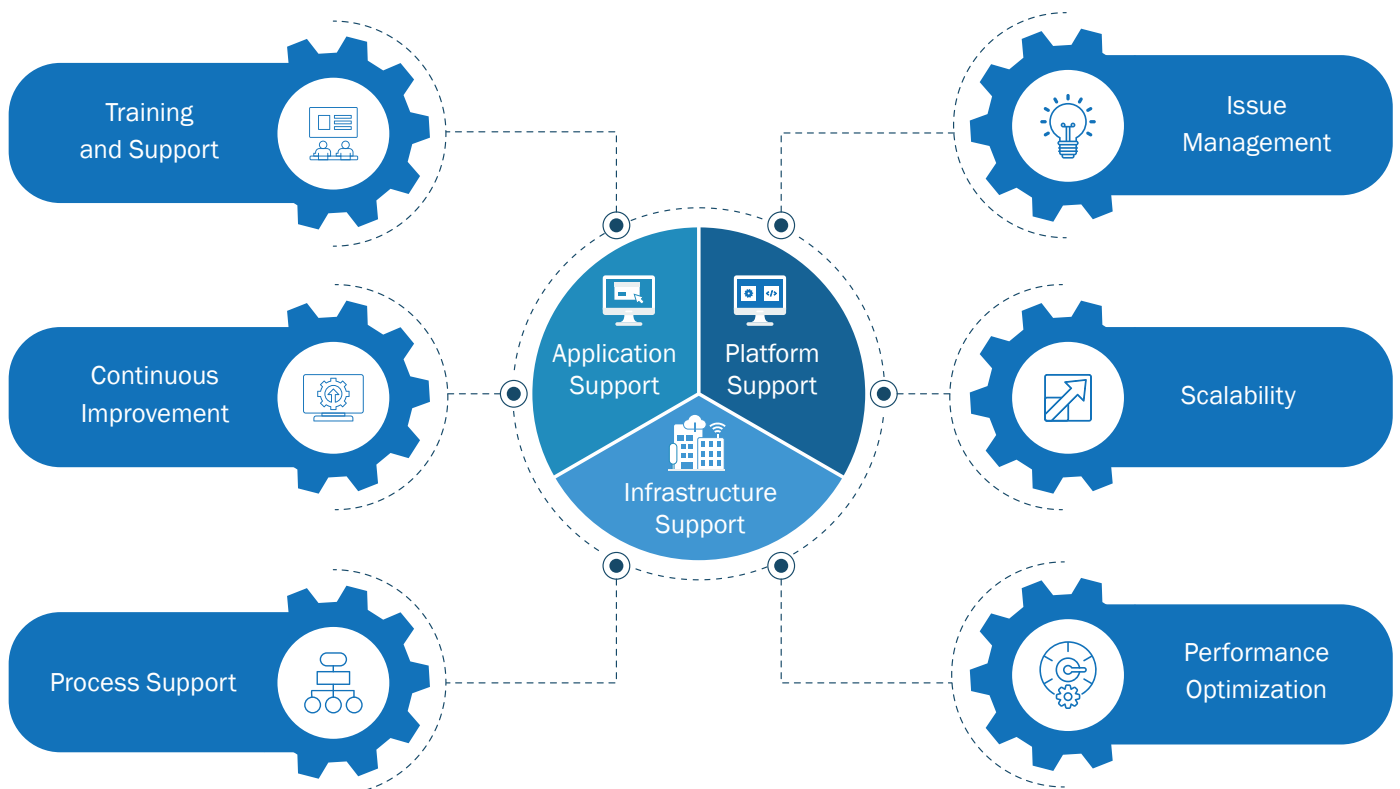 Training
and Support
Issue
Management
Application
Support
Platform
Support
Continuous
Improvement
Scalability
Infrastructure
Support
Process Support
Performance
Optimization